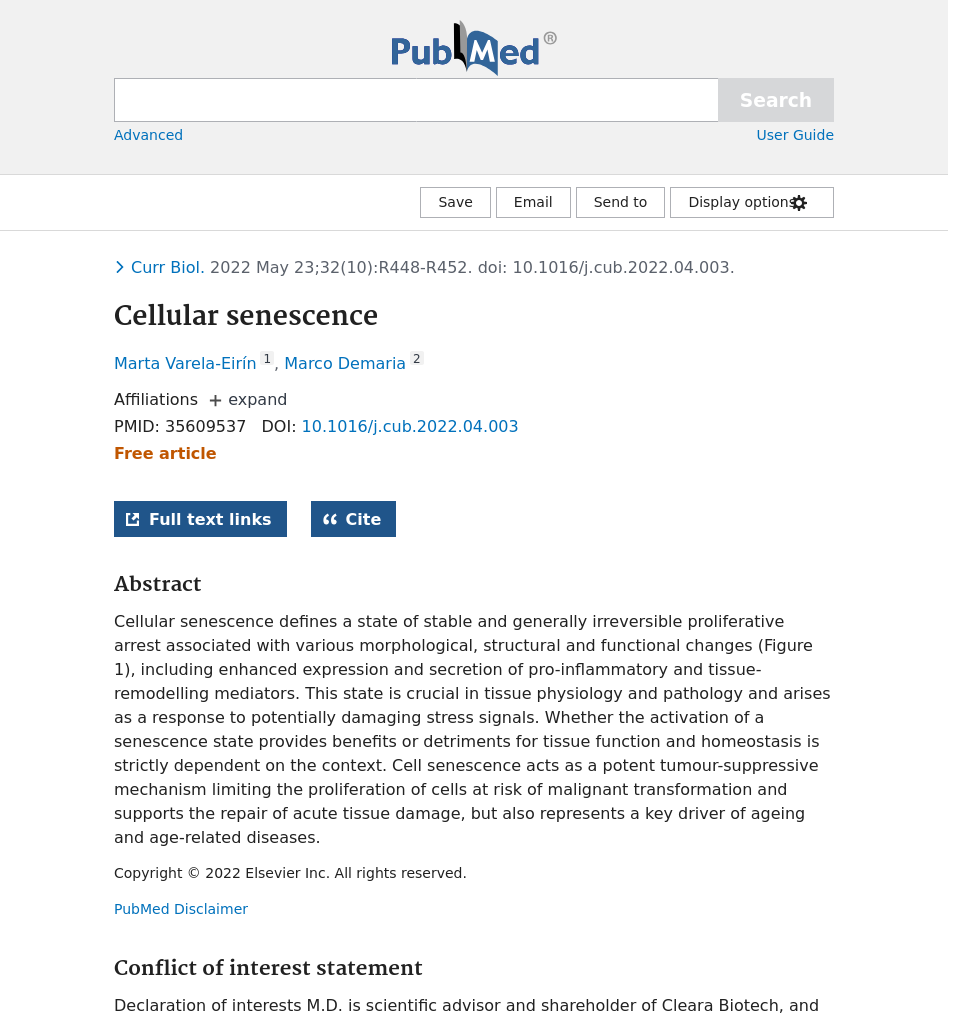 PubMed®
Search
Advanced
User Guide
Save
Email
Send to
Display options
Curr Biol. 2022 May 23;32(10):R448-R452. doi: 10.1016/j.cub.2022.04.003.
Cellular senescence
Marta Varela-Eirín 1, Marco Demaria 2
Affiliations + expand
PMID: 35609537 DOI: 10.1016/j.cub.2022.04.003
Free article
Full text links
Cite
Abstract
Cellular senescence defines a state of stable and generally irreversible proliferative
arrest associated with various morphological, structural and functional changes (Figure
1), including enhanced expression and secretion of pro-inflammatory and tissue-
remodelling mediators. This state is crucial in tissue physiology and pathology and arises
as a response to potentially damaging stress signals. Whether the activation of a
senescence state provides benefits or detriments for tissue function and homeostasis is
strictly dependent on the context. Cell senescence acts as a potent tumour-suppressive
mechanism limiting the proliferation of cells at risk of malignant transformation and
supports the repair of acute tissue damage, but also represents a key driver of ageing
and age-related diseases.
Copyright © 2022 Elsevier Inc. All rights reserved.
PubMed Disclaimer
Conflict of interest statement
Declaration of interests M.D. is scientific advisor and shareholder of Cleara Biotech, and